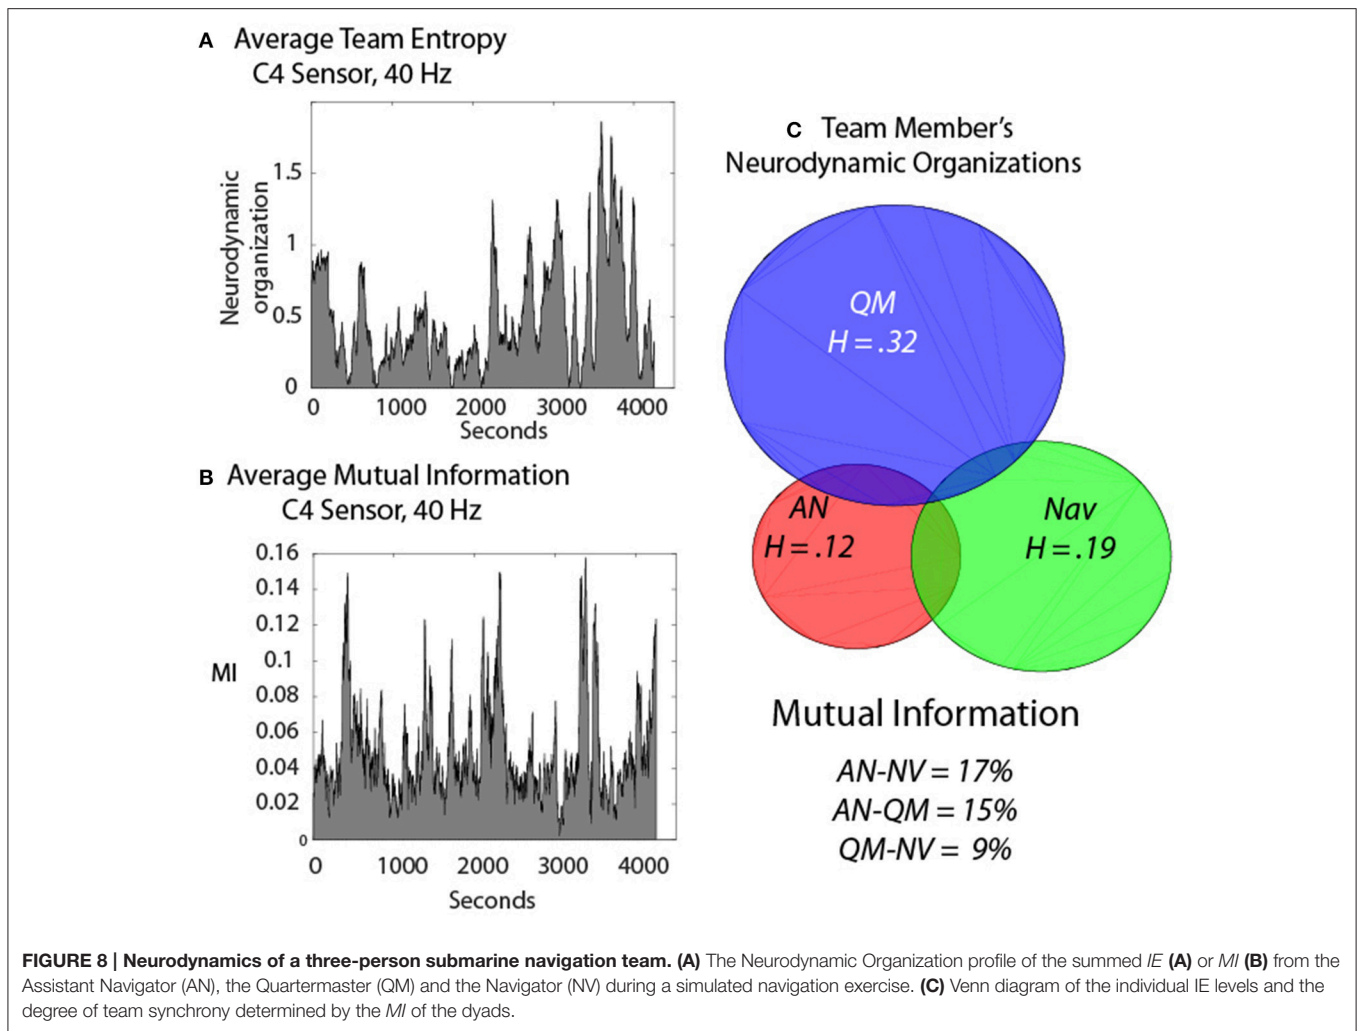 A Average Team Entropy
C4 Sensor, 40 Hz
Neurodynamic
organization
1.5
1
0.5
0
0 1000 2000 3000 4000
Seconds
B Average Mutual Information
C4 Sensor, 40 Hz
MI
0.16
0.14
0.12
0.1
0.08
0.06
0.04
0.02
0
0 1000 2000 3000 4000
Seconds
C Team Member's
Neurodynamic Organizations
QM
H = .32
AN
H = .12
Nav
H = .19
Mutual Information
AN-NV = 17%
AN-QM = 15%
QM-NV = 9%
FIGURE 8 | Neurodynamics of a three-person submarine navigation team. (A) The Neurodynamic Organization profile of the summed IE (A) or MI (B) from the
Assistant Navigator (AN), the Quartermaster (QM) and the Navigator (NV) during a simulated navigation exercise. (C) Venn diagram of the individual IE levels and the
degree of team synchrony determined by the MI of the dyads.